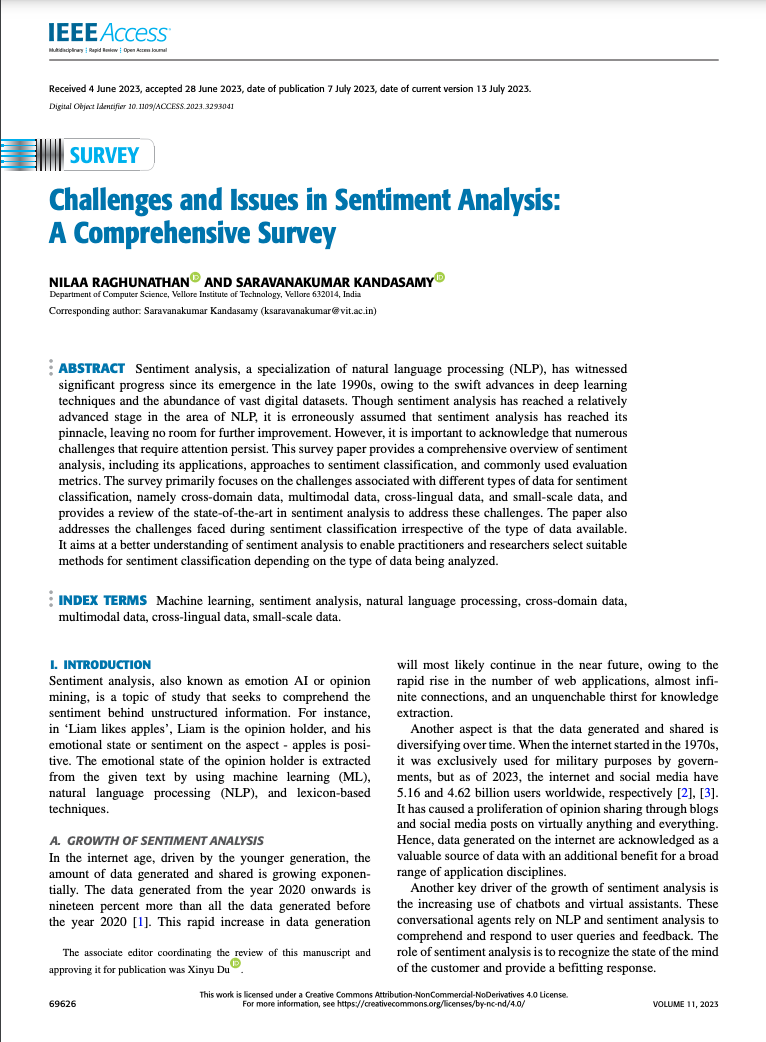 IEEE Access
Multidisciplinary | Rapid Review | Open Access Journal
Received 4 June 2023, accepted 28 June 2023, date of publication 7 July 2023, date of current version 13 July 2023.
Digital Object Identifier 10.1109/ACCESS.2023.3293041
SURVEY
Challenges and Issues in Sentiment Analysis:
A Comprehensive Survey
NILAA RAGHUNATHAN AND SARAVANAKUMAR KANDASAMY
Department of Computer Science, Vellore Institute of Technology, Vellore 632014, India
Corresponding author: Saravanakumar Kandasamy (ksaravanakumar@vit.ac.in)
ABSTRACT Sentiment analysis, a specialization of natural language processing (NLP), has witnessed
significant progress since its emergence in the late 1990s, owing to the swift advances in deep learning
techniques and the abundance of vast digital datasets. Though sentiment analysis has reached a relatively
advanced stage in the area of NLP, it is erroneously assumed that sentiment analysis has reached its
pinnacle, leaving no room for further improvement. However, it is important to acknowledge that numerous
challenges that require attention persist. This survey paper provides a comprehensive overview of sentiment
analysis, including its applications, approaches to sentiment classification, and commonly used evaluation
metrics. The survey primarily focuses on the challenges associated with different types of data for sentiment
classification, namely cross-domain data, multimodal data, cross-lingual data, and small-scale data, and
provides a review of the state-of-the-art in sentiment analysis to address these challenges. The paper also
addresses the challenges faced during sentiment classification irrespective of the type of data available.
It aims at a better understanding of sentiment analysis to enable practitioners and researchers select suitable
methods for sentiment classification depending on the type of data being analyzed.
INDEX TERMS Machine learning, sentiment analysis, natural language processing, cross-domain data,
multimodal data, cross-lingual data, small-scale data.
I. INTRODUCTION
Sentiment analysis, also known as emotion AI or opinion
mining, is a topic of study that seeks to comprehend the
sentiment behind unstructured information. For instance,
in ‘Liam likes apples’, Liam is the opinion holder, and his
emotional state or sentiment on the aspect - apples is posi-
tive. The emotional state of the opinion holder is extracted
from the given text by using machine learning (ML),
natural language processing (NLP), and lexicon-based
techniques.
A. GROWTH OF SENTIMENT ANALYSIS
In the internet age, driven by the younger generation, the
amount of data generated and shared is growing exponen-
tially. The data generated from the year 2020 onwards is
nineteen percent more than all the data generated before
the year 2020 [1]. This rapid increase in data generation
The associate editor coordinating the review of this manuscript and
approving it for publication was Xinyu Du.
will most likely continue in the near future, owing to the
rapid rise in the number of web applications, almost infi-
nite connections, and an unquenchable thirst for knowledge
extraction.
Another aspect is that the data generated and shared is
diversifying over time. When the internet started in the 1970s,
it was exclusively used for military purposes by govern-
ments, but as of 2023, the internet and social media have
5.16 and 4.62 billion users worldwide, respectively [2], [3].
It has caused a proliferation of opinion sharing through blogs
and social media posts on virtually anything and everything.
Hence, data generated on the internet are acknowledged as a
valuable source of data with an additional benefit for a broad
range of application disciplines.
Another key driver of the growth of sentiment analysis is
the increasing use of chatbots and virtual assistants. These
conversational agents rely on NLP and sentiment analysis to
comprehend and respond to user queries and feedback. The
role of sentiment analysis is to recognize the state of the mind
of the customer and provide a befitting response.
This work is licensed under a Creative Commons Attribution-NonCommercial-NoDerivatives 4.0 License.
69626
For more information, see https://creativecommons.org/licenses/by-nc-nd/4.0/
VOLUME 11, 2023